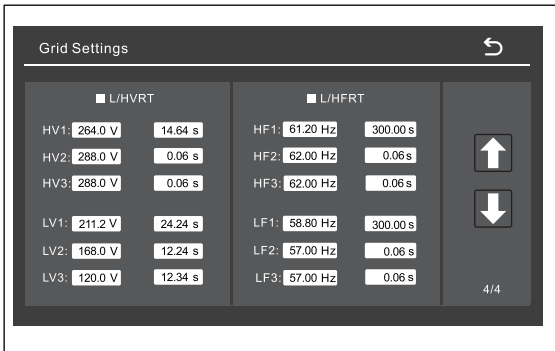 Grid Settings
L/HVRT
HV1: 264.0 V 14.64 s
HV2: 288.0 V 0.06 s
HV3: 288.0 V 0.06 s
LV1: 211.2 V 24.24 s
LV2: 168.0 V 12.24 s
LV3: 120.0 V 12.34 s
L/HFRT
HF1: 61.20 Hz 300.00 s
HF2: 62.00 Hz 0.06 s
HF3: 62.00 Hz 0.06 s
LF1: 58.80 Hz 300.00 s
LF2: 57.00 Hz 0.06 s
LF3: 57.00 Hz 0.06 s
4/4